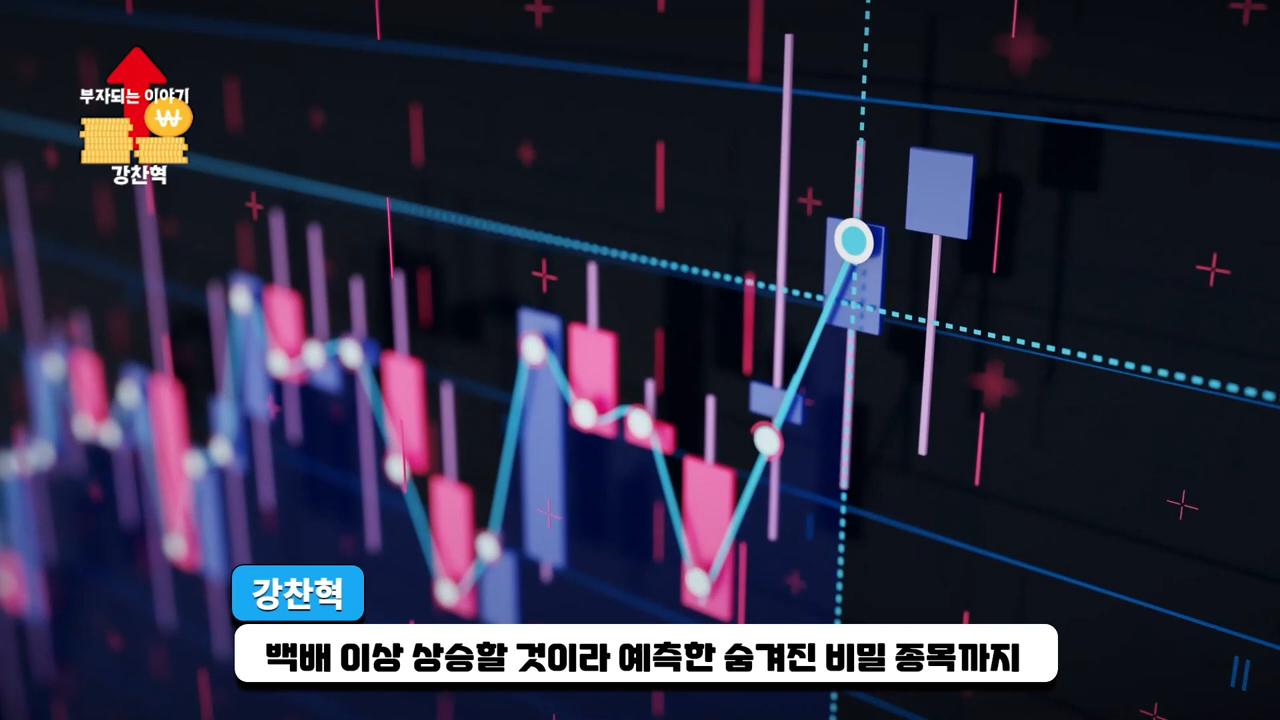 부자되는 이야기
₩
강찬혁
강찬혁
백배 이상 상승할 것이라 예측한 숨겨진 비밀 종목까지